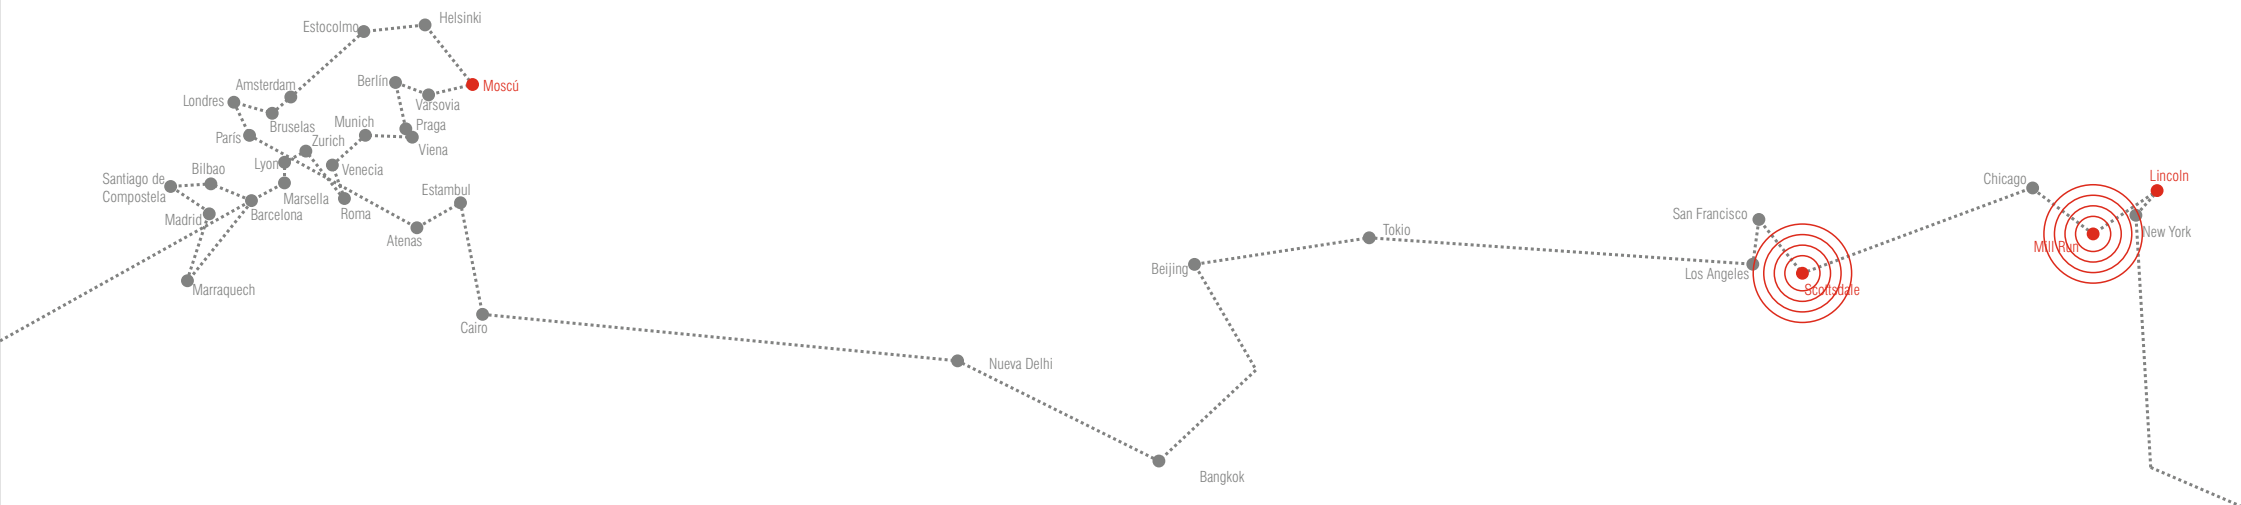 Helsinki
Estocolmo
Berlín
Moscú
Amsterdam
Londres
Varsovia
Bruselas
Munich
Praga
París
Zurich
Viena
Lyon
Bilbao
Venecia
Santiago de
Compostela
Estambul
Marsella
Madrid
Barcelona
Roma
Atenas
Marraquech
Cairo
Nueva Delhi
Bangkok
Beijing
Tokio
San Francisco
Los Angeles
Scottsdale
Chicago
Lincoln
New York
Mill Run